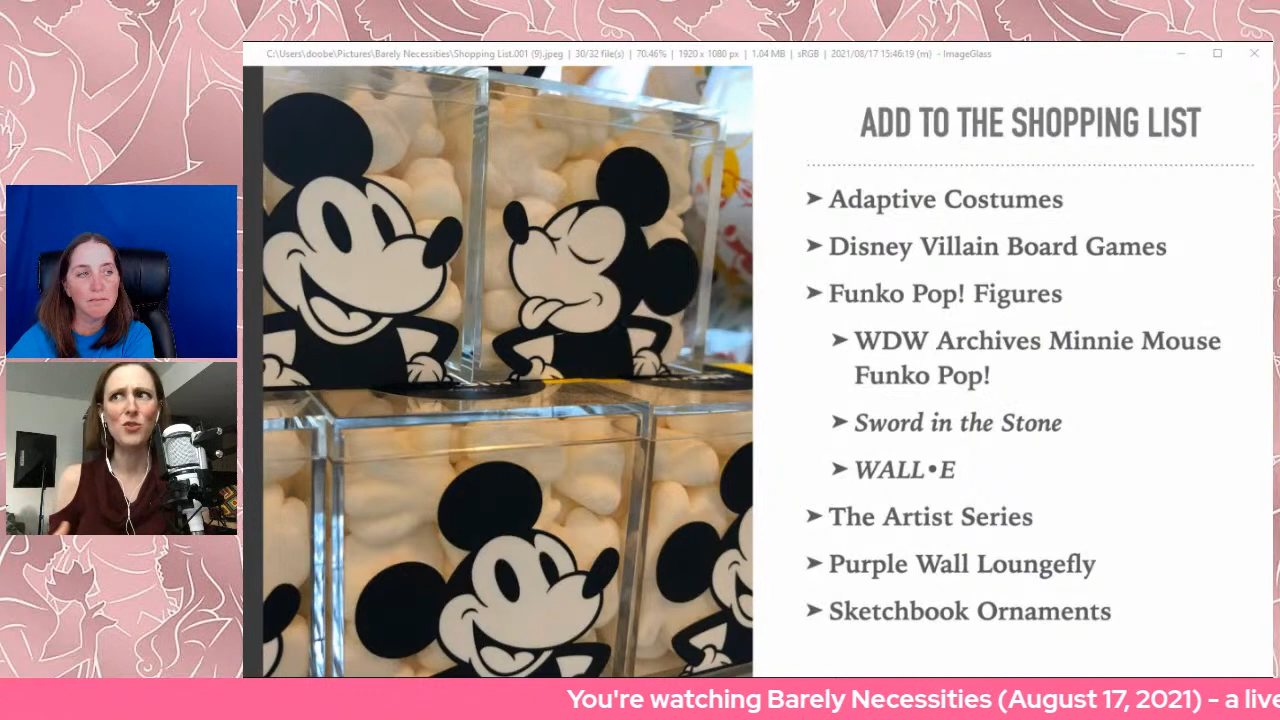 C:\Users\doobe\Pictures\Barely Necessities\Shopping List.001 (9).jpeg | 30/32 file(s) | 70.46% | 1920 x 1080 px | 1.04 MB | sRGB | 2021/08/17 15:46:19 (m) - ImageGlass
ADD TO THE SHOPPING LIST
➤ Adaptive Costumes
➤ Disney Villain Board Games
➤ Funko Pop! Figures
➤ WDW Archives Minnie Mouse
Funko Pop!
➤ Sword in the Stone
➤ WALL•E
➤ The Artist Series
➤ Purple Wall Loungefly
➤ Sketchbook Ornaments
You're watching Barely Necessities (August 17, 2021) - a live